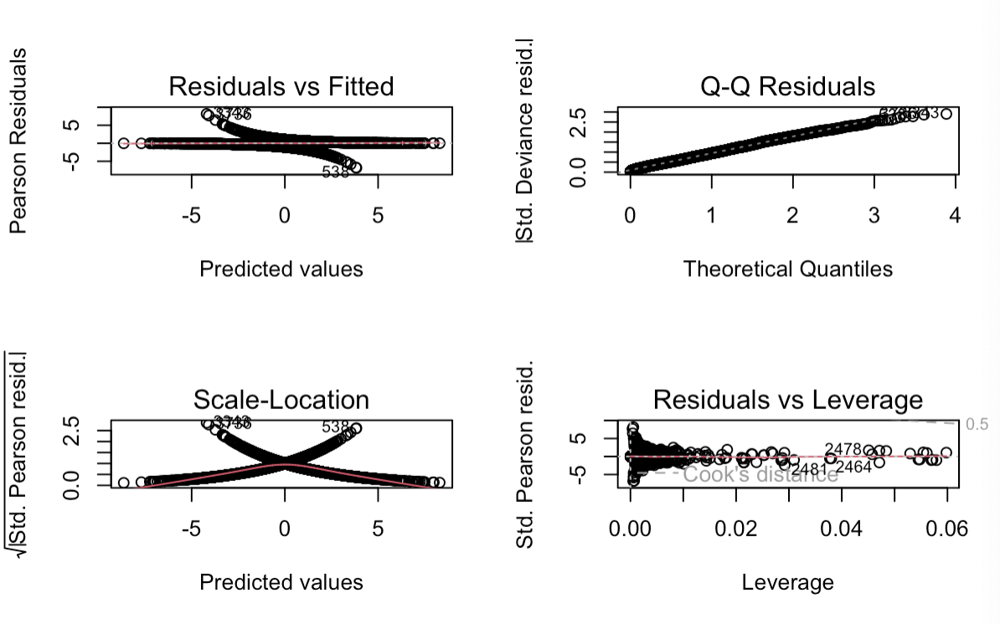 Residuals vs Fitted
Pearson Residuals
5
-5
538
-5 0 5
Predicted values
Q-Q Residuals
|Std. Deviance resid.|
2.5
0.0
0 1 2 3 4
Theoretical Quantiles
Scale-Location
√|Std. Pearson resid.|
2.5
0.0
538
-5 0 5
Predicted values
Residuals vs Leverage
Std. Pearson resid.
5
-5
0.5
2478
2481 2464
Cook's distance
0.00 0.02 0.04 0.06
Leverage